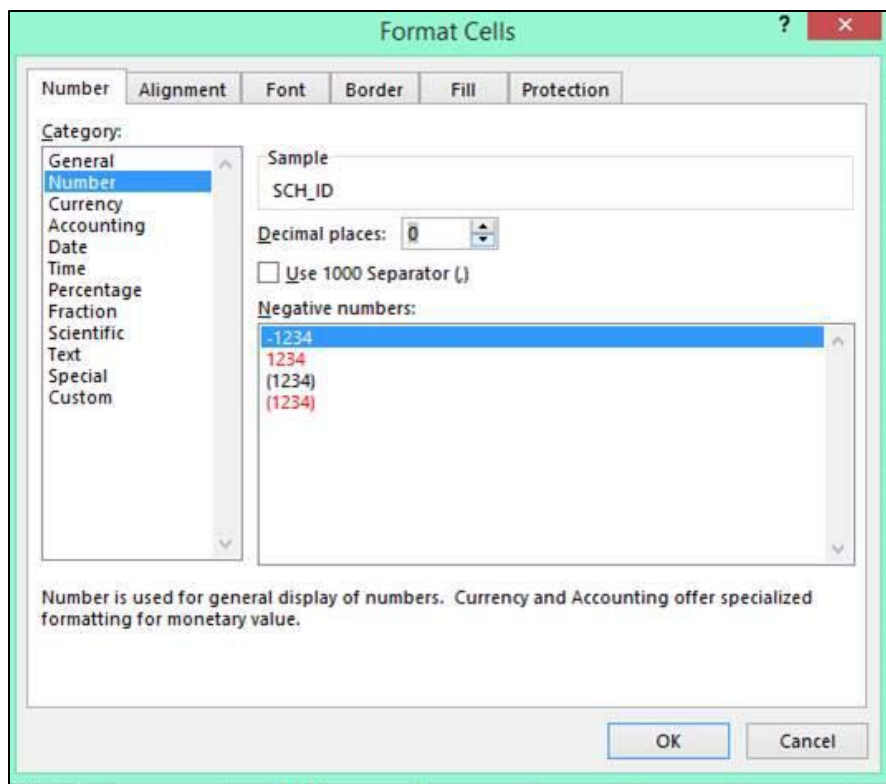 Format Cells
?
Number Alignment Font Border Fill Protection
Category:
General
Number
Currency
Accounting
Date
Time
Percentage
Fraction
Scientific
Text
Special
Custom
Sample
SCH_ID
Decimal places: 0
Use 1000 Separator (,)
Negative numbers:
-1234
1234
(1234)
(1234)
Number is used for general display of numbers. Currency and Accounting offer specialized
formatting for monetary value.
OK Cancel